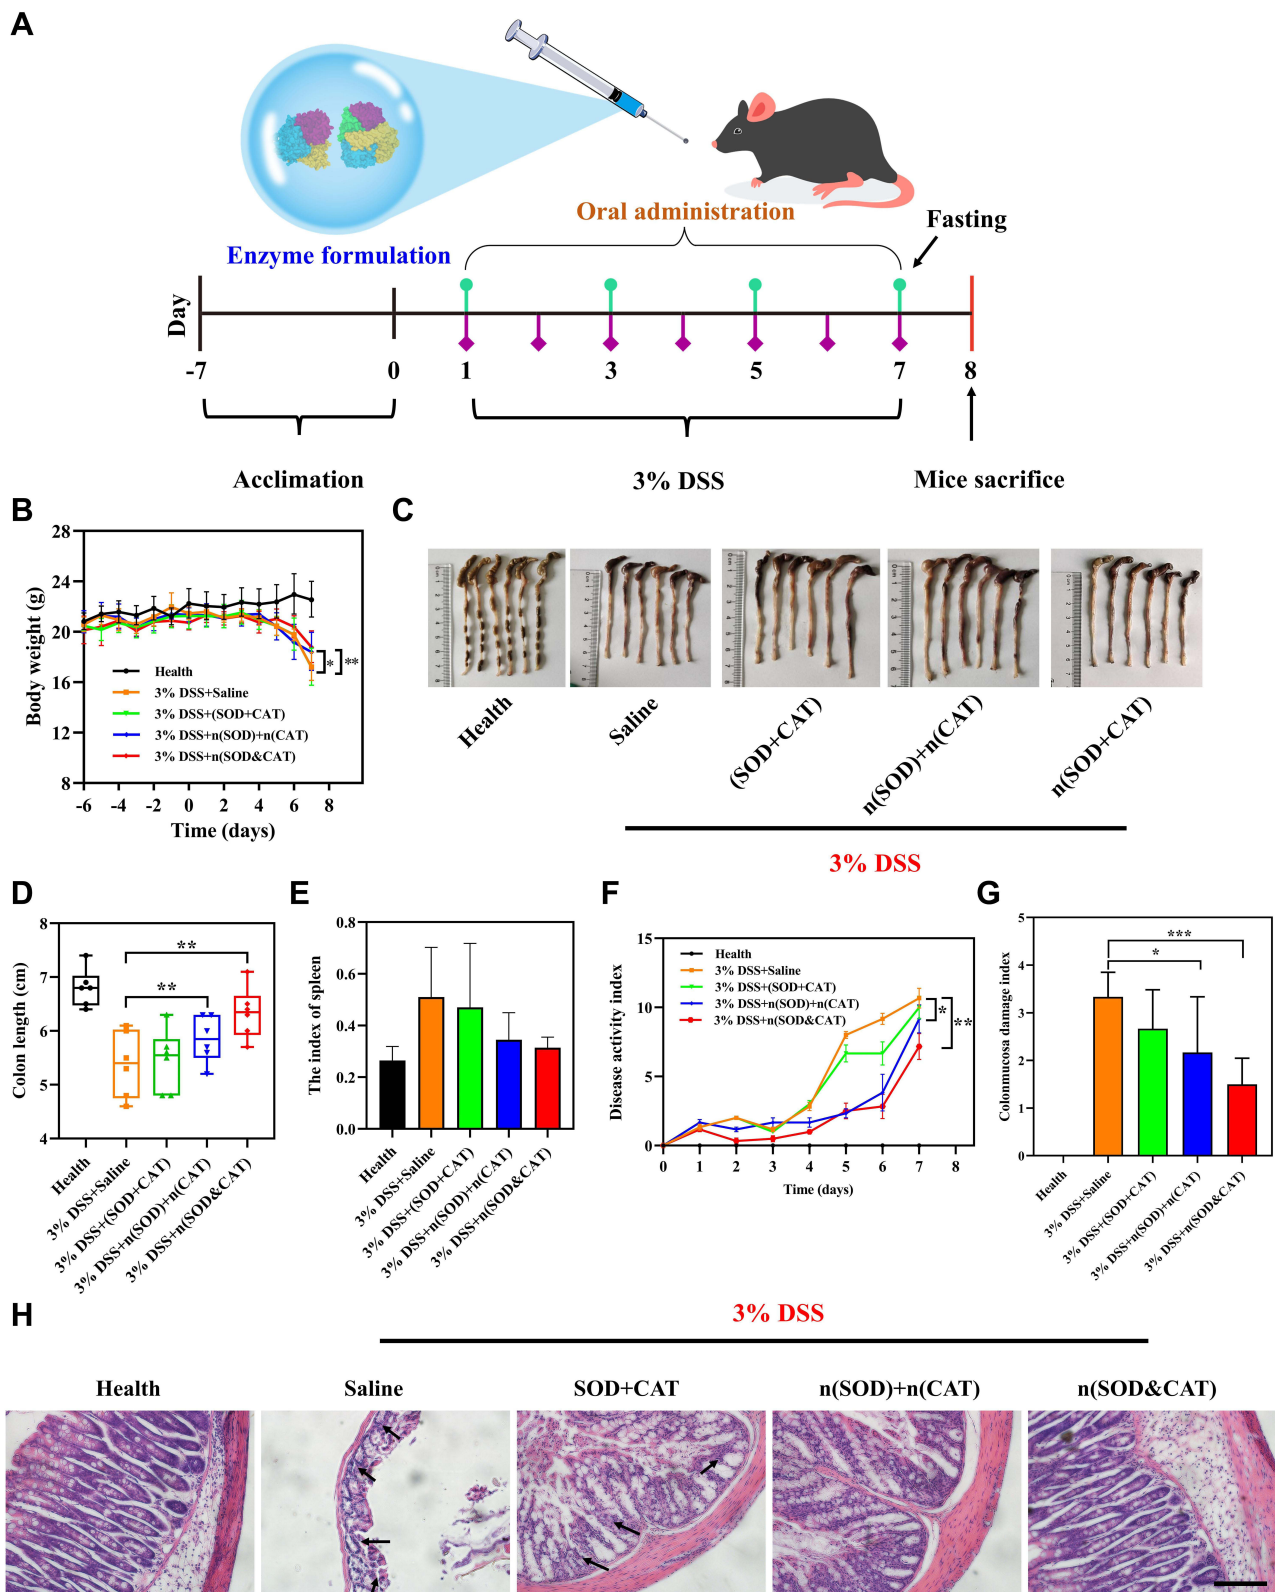 A
Oral administration
Fasting
Enzyme formulation
Day
-7 0 1 3 5 7 8
Acclimation
3% DSS
Mice sacrifice
B
Body weight (g)
28
24
20
16
12
8
Health
3% DSS+Saline
3% DSS+(SOD+CAT)
3% DSS+n(SOD)+n(CAT)
3% DSS+n(SOD&CAT)
* **
-6 -4 -2 0 2 4 6 8
Time (days)
C
Health
Saline
(SOD+CAT)
n(SOD)+n(CAT)
n(SOD+CAT)
3% DSS
D
Colon length (cm)
8
7
6
5
4
**
**
Health
3% DSS+Saline
3% DSS+(SOD+CAT)
3% DSS+n(SOD)+n(CAT)
3% DSS+n(SOD&CAT)
E
The index of spleen
0.8
0.6
0.4
0.2
0.0
Health
3% DSS+Saline
3% DSS+(SOD+CAT)
3% DSS+n(SOD)+n(CAT)
3% DSS+n(SOD&CAT)
F
Disease activity index
15
10
5
0
Health
3% DSS+Saline
3% DSS+(SOD+CAT)
3% DSS+n(SOD)+n(CAT)
3% DSS+n(SOD&CAT)
* **
0 1 2 3 4 5 6 7 8
Time (days)
G
Colonmucosa damage index
5
4
3
2
1
0
***
*
Health
3% DSS+Saline
3% DSS+(SOD+CAT)
3% DSS+n(SOD)+n(CAT)
3% DSS+n(SOD&CAT)
H
3% DSS
Health
Saline
SOD+CAT
n(SOD)+n(CAT)
n(SOD&CAT)